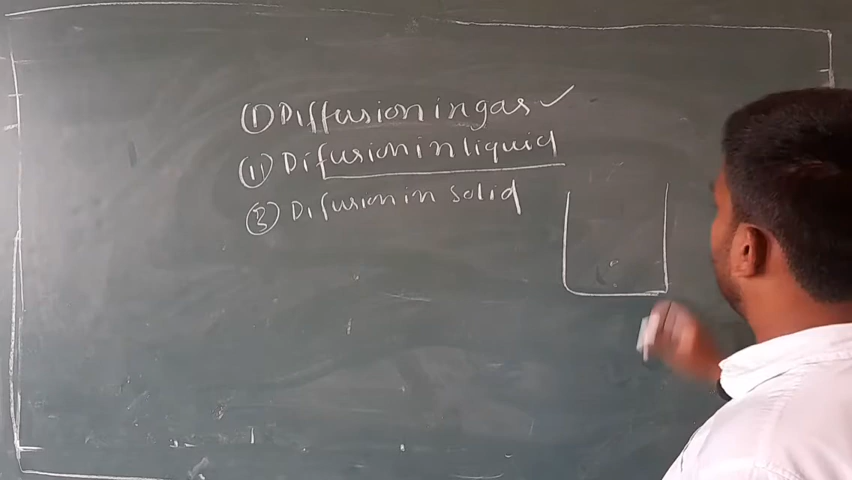 ① Diffusion in gas ✓
⑪ Difusion in liquid
③ Difusion in solid